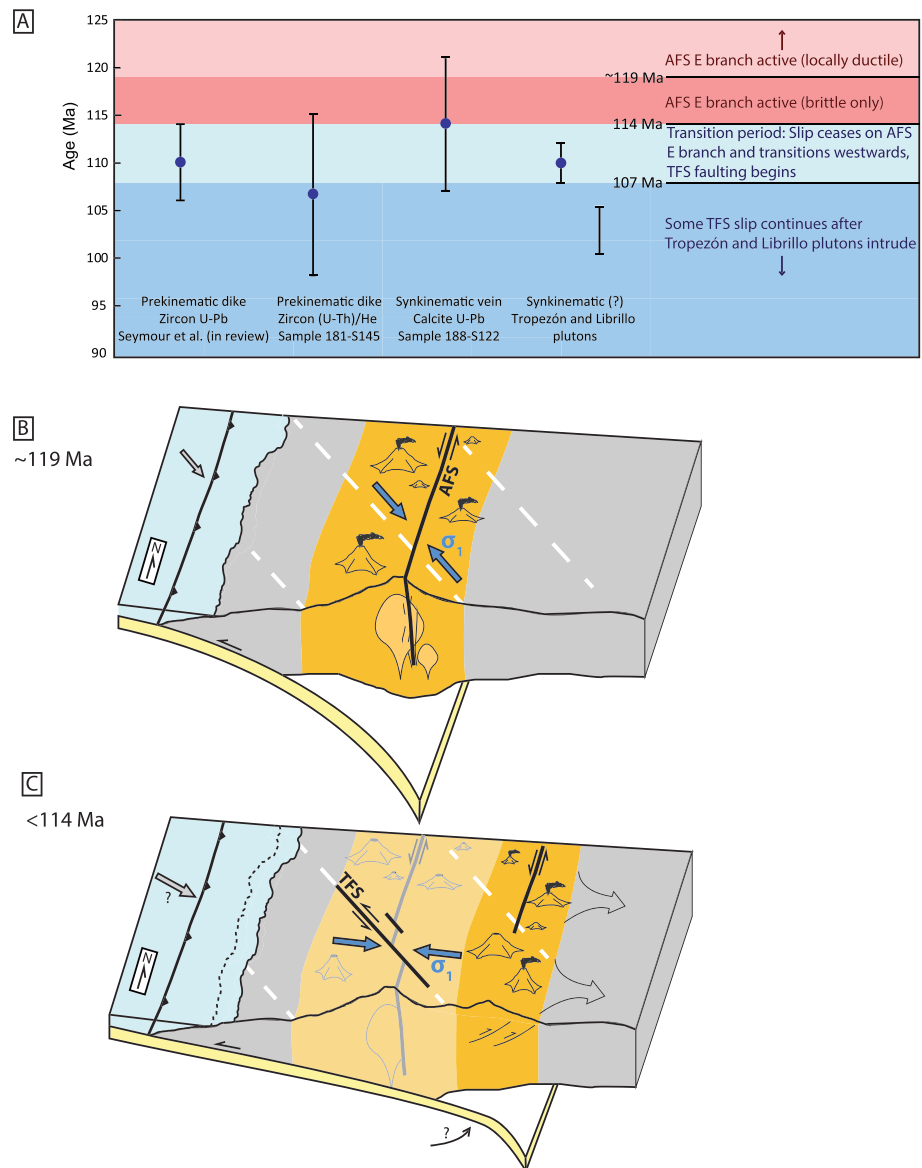 A
Age (Ma)
125
120
115
110
105
100
95
90
AFS E branch active (locally ductile)
~119 Ma
AFS E branch active (brittle only)
114 Ma
Transition period: Slip ceases on AFS
E branch and transitions westwards,
TFS faulting begins
107 Ma
Some TFS slip continues after
Tropezón and Librillo plutons intrude
Prekinematic dike
Zircon U-Pb
Seymour et al. (in review)
Prekinematic dike
Zircon (U-Th)/He
Sample 181-S145
Synkinematic vein
Calcite U-Pb
Sample 188-S122
Synkinematic (?)
Tropezón and Librillo
plutons
B
~119 Ma
AFS
σ1
N
C
<114 Ma
?
TFS
σ1
N
?